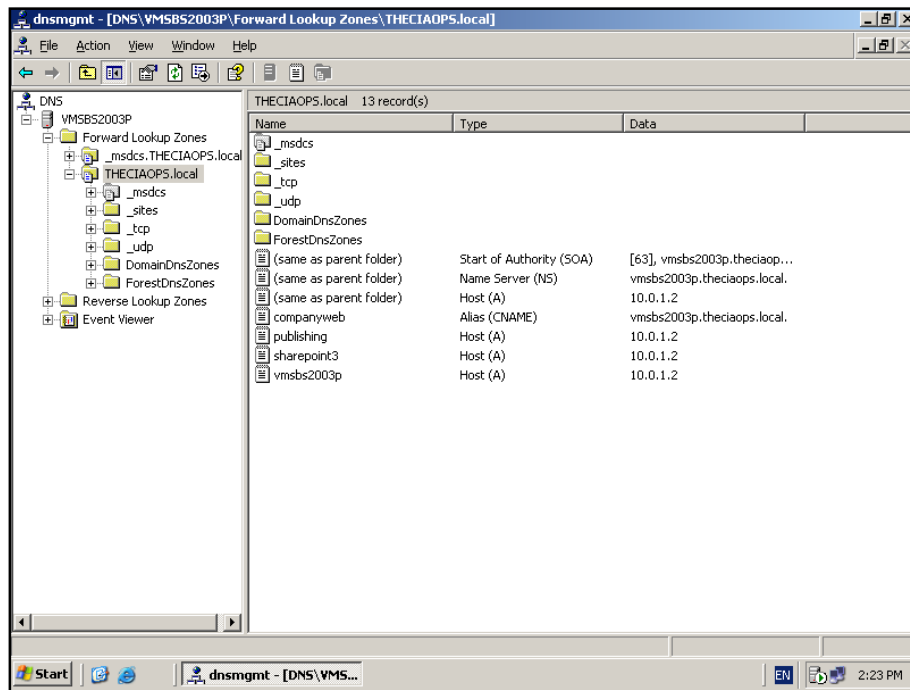 dnsmgmt - [DNS\VMSBS2003P\Forward Lookup Zones\THECIAOPS.local]
File Action View Window Help
DNS
VMSBS2003P
Forward Lookup Zones
_msdcs.THECIAOPS.local
THECIAOPS.local
_msdcs
_sites
_tcp
_udp
DomainDnsZones
ForestDnsZones
Reverse Lookup Zones
Event Viewer
THECIAOPS.local 13 record(s)
Name Type Data
_msdcs
_sites
_tcp
_udp
DomainDnsZones
ForestDnsZones
(same as parent folder) Start of Authority (SOA) [63], vmsbs2003p.theciaop...
(same as parent folder) Name Server (NS) vmsbs2003p.theciaops.local.
(same as parent folder) Host (A) 10.0.1.2
companyweb Alias (CNAME) vmsbs2003p.theciaops.local.
publishing Host (A) 10.0.1.2
sharepoint3 Host (A) 10.0.1.2
vmsbs2003p Host (A) 10.0.1.2
Start dnsmgmt - [DNS\VMS... EN 2:23 PM